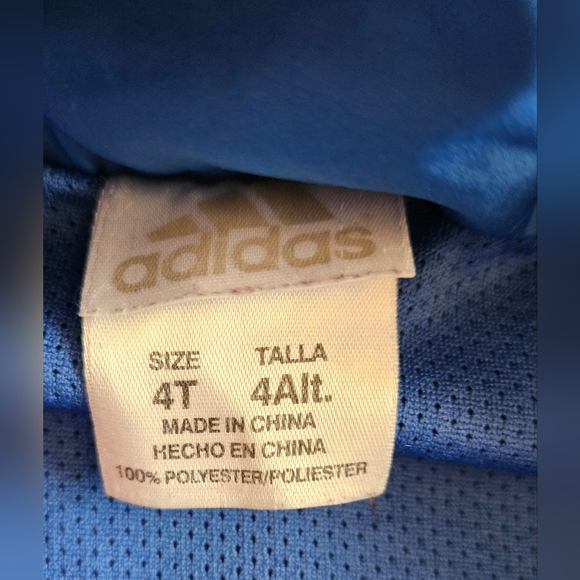 adidas
SIZE TALLA
4T 4Alt.
MADE IN CHINA
HECHO EN CHINA
100% POLYESTER/POLIESTER